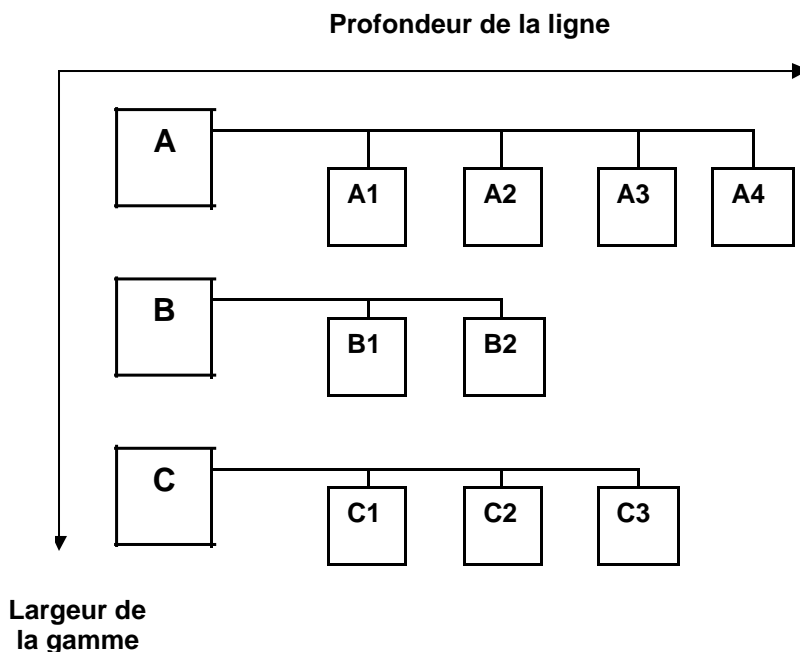 Profondeur de la ligne
A
A1 A2 A3 A4
B
B1 B2
C
C1 C2 C3
Largeur de
la gamme